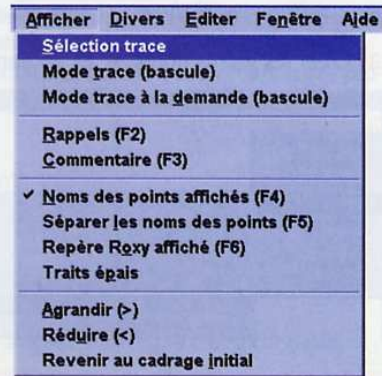 Afficher Divers Editer Fenêtre Aide
Sélection trace
Mode trace (bascule)
Mode trace à la demande (bascule)
Rappels (F2)
Commentaire (F3)
✓ Noms des points affichés (F4)
Séparer les noms des points (F5)
Repère Roxy affiché (F6)
Traits épais
Agrandir (>)
Réduire (<)
Revenir au cadrage initial